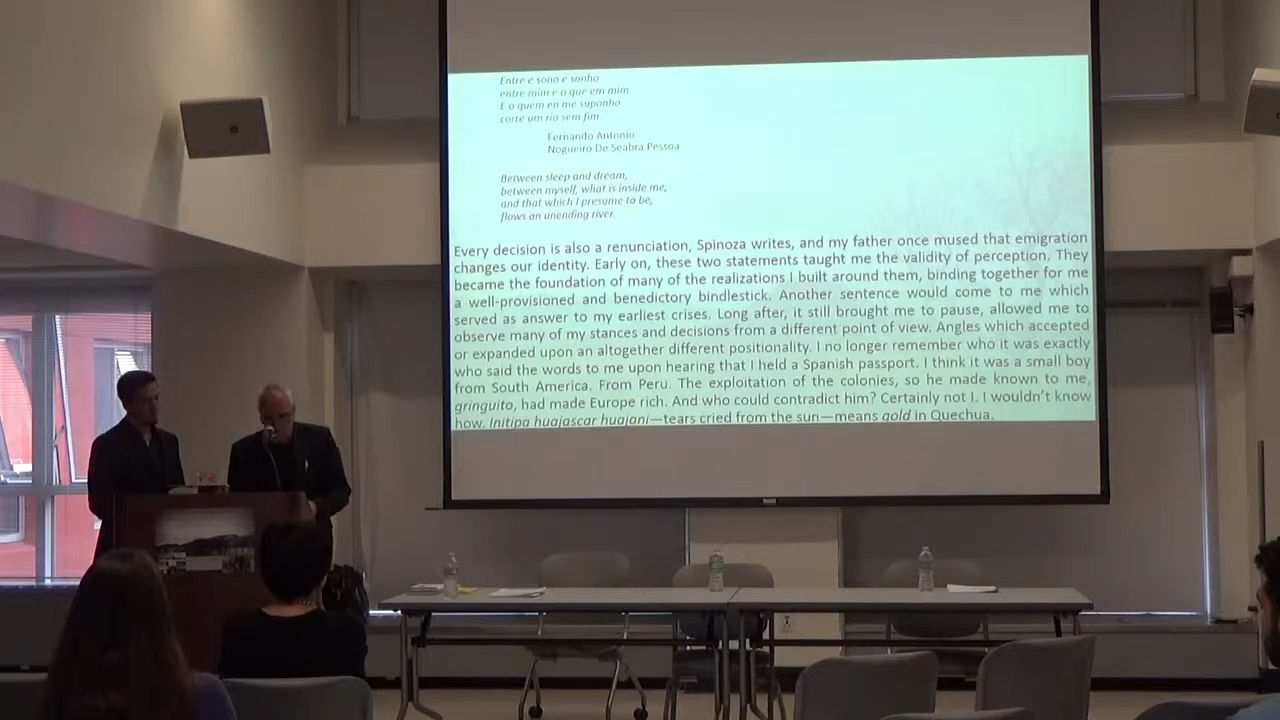 Entre e sono e sonho
entre mim e o que em mim
E o quem en me suponho
corre um rio sem fim
Fernando Antonio
Nogueiro De Seabra Pessoa
Between sleep and dream,
between myself, what is inside me,
and that which I presume to be,
flows an unending river.
Every decision is also a renunciation, Spinoza writes, and my father once mused that emigration
changes our identity. Early on, these two statements taught me the validity of perception. They
became the foundation of many of the realizations I built around them, binding together for me
a well-provisioned and benedictory bindlestick. Another sentence would come to me which
served as answer to my earliest crises. Long after, it still brought me to pause, allowed me to
observe many of my stances and decisions from a different point of view. Angles which accepted
or expanded upon an altogether different positionality. I no longer remember who it was exactly
who said the words to me upon hearing that I held a Spanish passport. I think it was a small boy
from South America. From Peru. The exploitation of the colonies, so he made known to me,
gringuito, had made Europe rich. And who could contradict him? Certainly not I. I wouldn't know
how. Initipa huajascar huajani—tears cried from the sun—means gold in Quechua.